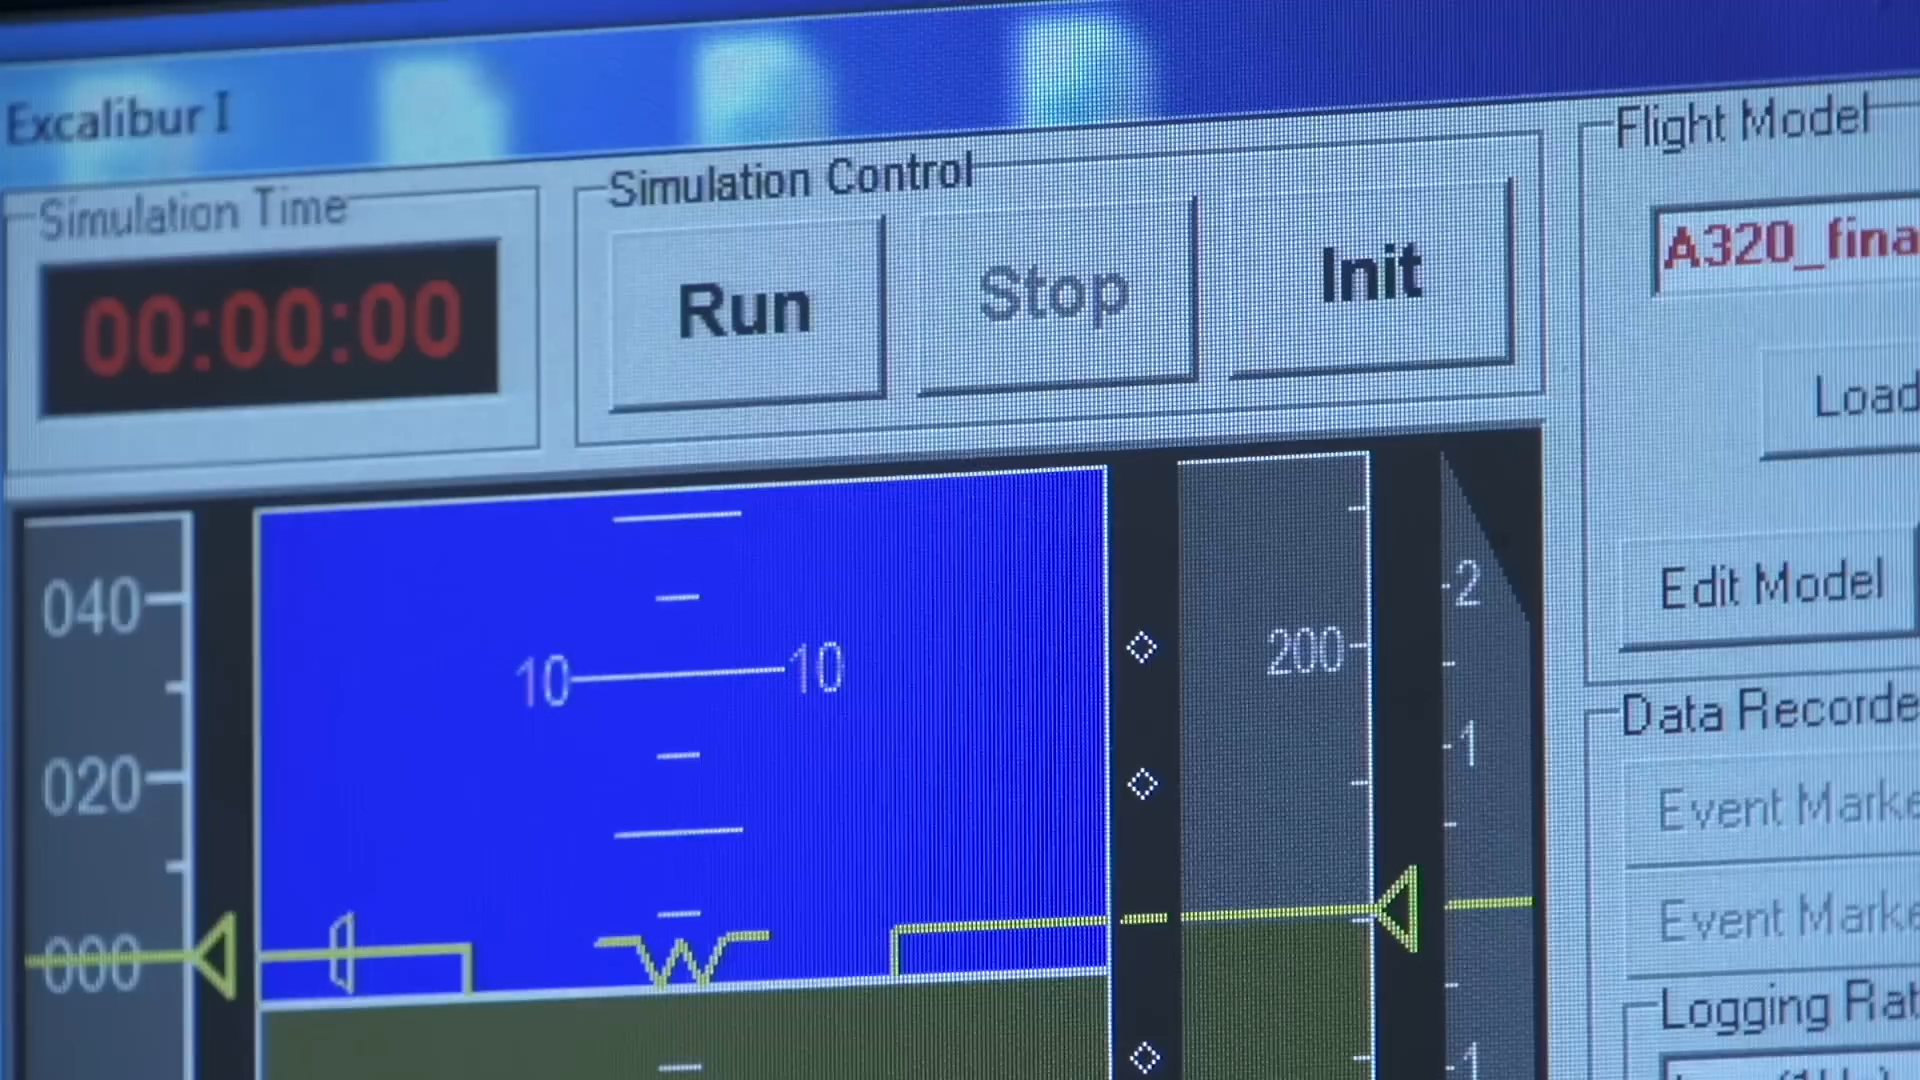 Excalibur I
Simulation Time
00:00:00
Simulation Control
Run
Stop
Init
Flight Model
A320_fina
Load
Edit Model
Data Recorde
Event Marke
Event Marke
Logging Rat
(1Hz)
040
020
000
10 10
200
2
1
1